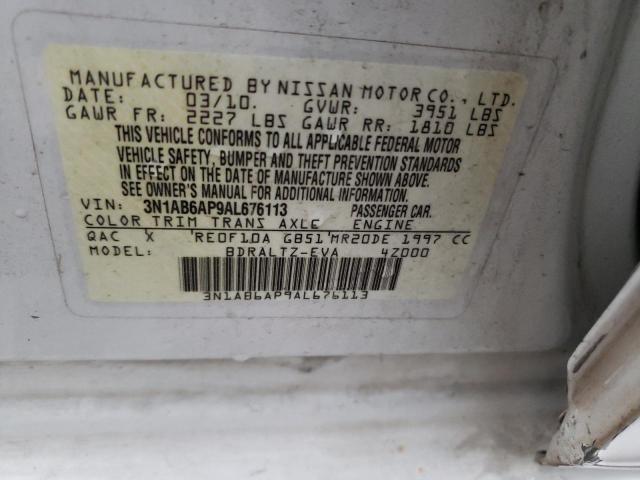 MANUFACTURED BY NISSAN MOTOR CO., LTD.
DATE: 03/10. GVWR: 3951 LBS
GAWR FR: 2227 LBS GAWR RR: 1810 LBS
THIS VEHICLE CONFORMS TO ALL APPLICABLE FEDERAL MOTOR
VEHICLE SAFETY, BUMPER AND THEFT PREVENTION STANDARDS
IN EFFECT ON THE DATE OF MANUFACTURE SHOWN ABOVE.
SEE OWNER'S MANUAL FOR ADDITIONAL INFORMATION.
VIN: 3N1AB6AP9AL676113 PASSENGER CAR.
COLOR TRIM TRANS AXLE ENGINE
QAC X RE0F10A GB51 MR20DE 1997 CC
MODEL: BDRALTZ-EVA 4Z000
3N1AB6AP9AL676113